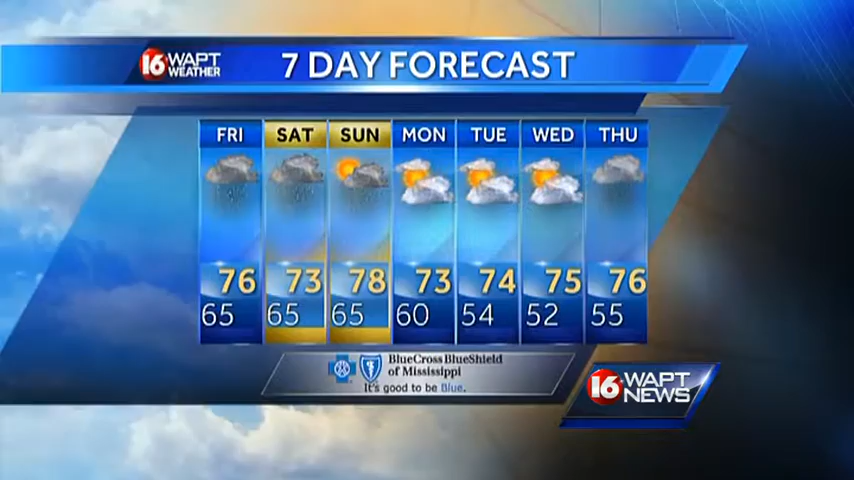 16 WAPT WEATHER
7 DAY FORECAST
FRI SAT SUN MON TUE WED THU
76 73 78 73 74 75 76
65 65 65 60 54 52 55
BlueCross BlueShield
of Mississippi
It's good to be Blue.
16 WAPT
NEWS